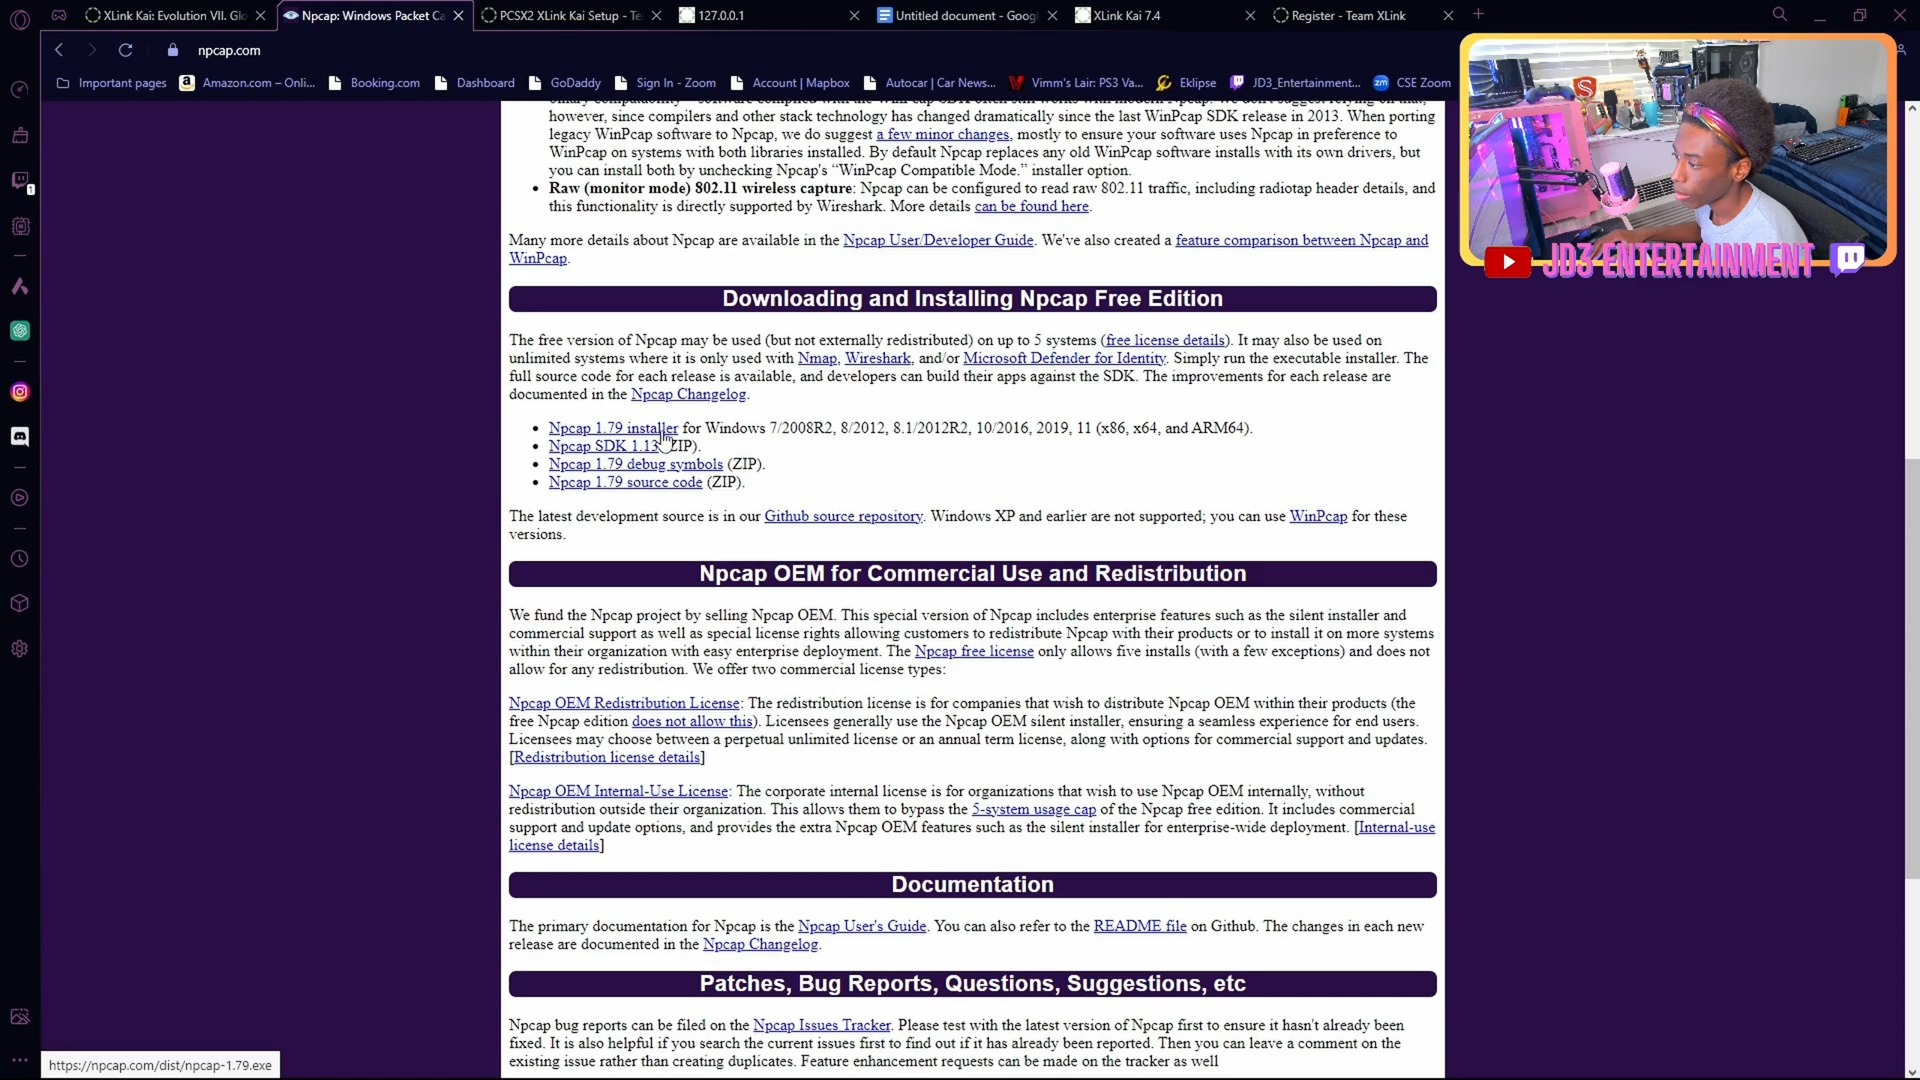 XLink Kai: Evolution VII. Glo
Npcap: Windows Packet Ca
PCSX2 XLink Kai Setup - Te
127.0.0.1
Untitled document - Googl
XLink Kai 7.4
Register - Team XLink
npcap.com
Important pages
Amazon.com – Onli...
Booking.com
Dashboard
GoDaddy
Sign In - Zoom
Account | Mapbox
Autocar | Car News...
Vimm's Lair: PS3 Va...
Eklipse
JD3_Entertainment...
CSE Zoom
however, since compilers and other stack technology has changed dramatically since the last WinPcap SDK release in 2013. When porting
legacy WinPcap software to Npcap, we do suggest a few minor changes, mostly to ensure your software uses Npcap in preference to
WinPcap on systems with both libraries installed. By default Npcap replaces any old WinPcap software installs with its own drivers, but
you can install both by unchecking Npcap's “WinPcap Compatible Mode.” installer option.
• Raw (monitor mode) 802.11 wireless capture: Npcap can be configured to read raw 802.11 traffic, including radiotap header details, and
this functionality is directly supported by Wireshark. More details can be found here.
Many more details about Npcap are available in the Npcap User/Developer Guide. We've also created a feature comparison between Npcap and
WinPcap.
JD3 ENTERTAINMENT
Downloading and Installing Npcap Free Edition
The free version of Npcap may be used (but not externally redistributed) on up to 5 systems (free license details). It may also be used on
unlimited systems where it is only used with Nmap, Wireshark, and/or Microsoft Defender for Identity. Simply run the executable installer. The
full source code for each release is available, and developers can build their apps against the SDK. The improvements for each release are
documented in the Npcap Changelog.
• Npcap 1.79 installer for Windows 7/2008R2, 8/2012, 8.1/2012R2, 10/2016, 2019, 11 (x86, x64, and ARM64).
• Npcap SDK 1.13 ZIP).
• Npcap 1.79 debug symbols (ZIP).
• Npcap 1.79 source code (ZIP).
The latest development source is in our Github source repository. Windows XP and earlier are not supported; you can use WinPcap for these
versions.
Npcap OEM for Commercial Use and Redistribution
We fund the Npcap project by selling Npcap OEM. This special version of Npcap includes enterprise features such as the silent installer and
commercial support as well as special license rights allowing customers to redistribute Npcap with their products or to install it on more systems
within their organization with easy enterprise deployment. The Npcap free license only allows five installs (with a few exceptions) and does not
allow for any redistribution. We offer two commercial license types:
Npcap OEM Redistribution License: The redistribution license is for companies that wish to distribute Npcap OEM within their products (the
free Npcap edition does not allow this). Licensees generally use the Npcap OEM silent installer, ensuring a seamless experience for end users.
Licensees may choose between a perpetual unlimited license or an annual term license, along with options for commercial support and updates.
[Redistribution license details]
Npcap OEM Internal-Use License: The corporate internal license is for organizations that wish to use Npcap OEM internally, without
redistribution outside their organization. This allows them to bypass the 5-system usage cap of the Npcap free edition. It includes commercial
support and update options, and provides the extra Npcap OEM features such as the silent installer for enterprise-wide deployment. [Internal-use
license details]
Documentation
The primary documentation for Npcap is the Npcap User's Guide. You can also refer to the README file on Github. The changes in each new
release are documented in the Npcap Changelog.
Patches, Bug Reports, Questions, Suggestions, etc
Npcap bug reports can be filed on the Npcap Issues Tracker. Please test with the latest version of Npcap first to ensure it hasn't already been
fixed. It is also helpful if you search the current issues first to find out if it has already been reported. Then you can leave a comment on the
existing issue rather than creating duplicates. Feature enhancement requests can be made on the tracker as well
https://npcap.com/dist/npcap-1.79.exe